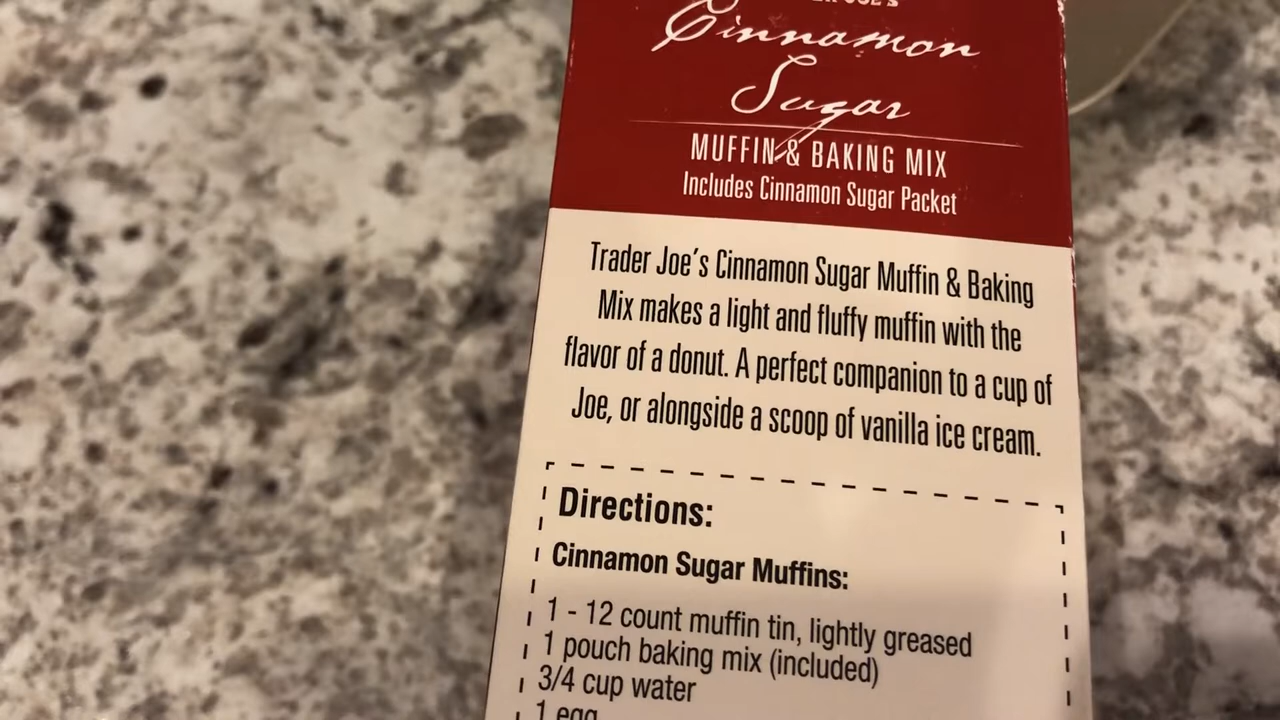 Cinnamon
Sugar
MUFFIN & BAKING MIX
Includes Cinnamon Sugar Packet
Trader Joe's Cinnamon Sugar Muffin & Baking
Mix makes a light and fluffy muffin with the
flavor of a donut. A perfect companion to a cup of
Joe, or alongside a scoop of vanilla ice cream.
Directions:
Cinnamon Sugar Muffins:
1 - 12 count muffin tin, lightly greased
1 pouch baking mix (included)
3/4 cup water
1 egg